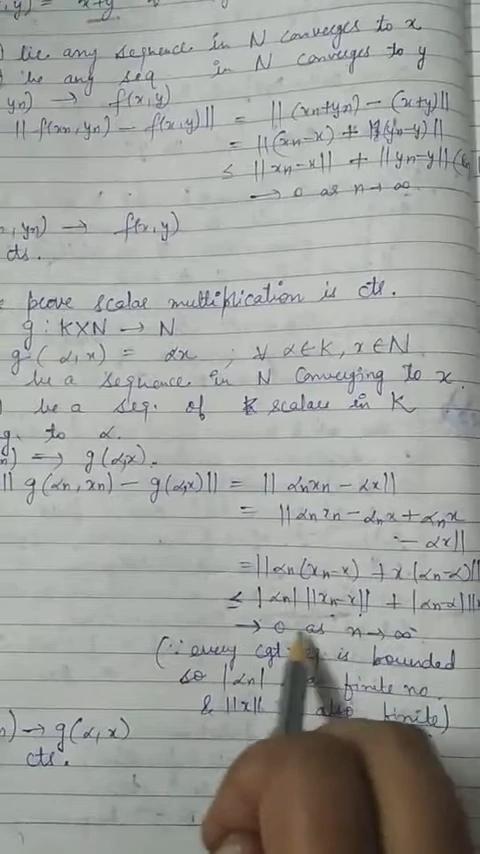 x+y
lie any sequence in N converges to x
be any seq in N converges to y
yn) → f(x,y)
|| f(xn, yn) - f(x,y) || = || (xn+yn) - (x+y) ||
= || (xn-x) + (yn-y) ||
≤ || xn-x || + || yn-y ||
→ 0 as n→∞
, yn) → f(x,y)
cts.
prove scalar multiplication is cts.
g : K×N → N
g (α, x) = αx ; ∀ α∈K, x∈N.
be a sequence in N converging to x.
be a seq. of scalars in K
g. to α.
n) ⟹ g(α,x).
|| g(αn, xn) - g(α,x) || = || αnxn - αx ||
= || αnxn - αnx + αnx
- αx ||
= || αn(xn-x) + x(αn-α) ||
≤ |αn| ||xn-x|| + |αn-α| ||
→ 0 as n→∞
(∵ every cgt is bounded
so |αn| finite no.
& ||x|| also finite)
) → g(α, x)
cts.